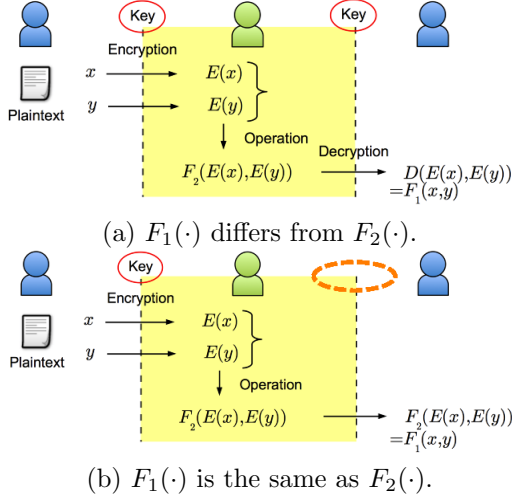 Key Key
Encryption
x E(x)
y E(y)
Plaintext
Operation
Decryption
F₂(E(x),E(y)) D(E(x),E(y))
=F₁(x,y)
(a) F₁(·) differs from F₂(·).
Key
Encryption
x E(x)
y E(y)
Plaintext
Operation
F₂(E(x),E(y)) F₂(E(x),E(y))
=F₁(x,y)
(b) F₁(·) is the same as F₂(·).